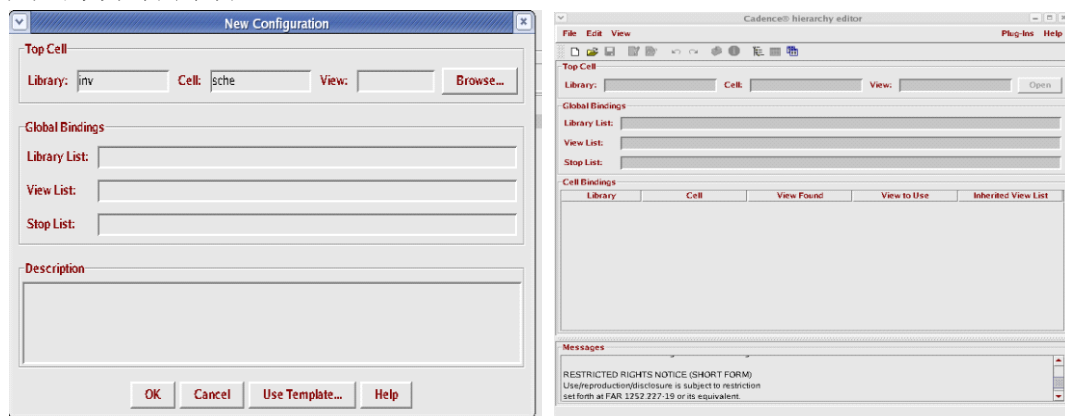 New Configuration
Top Cell
Library: inv Cell: sche View: Browse...
Global Bindings
Library List:
View List:
Stop List:
Description
OK Cancel Use Template... Help
Cadence® hierarchy editor
File Edit View Plug-Ins Help
Top Cell
Library: Cell: View: Open
Global Bindings
Library List:
View List:
Stop List:
Cell Bindings
Library Cell View Found View to Use Inherited View List
Messages
RESTRICTED RIGHTS NOTICE (SHORT FORM)
Use/reproduction/disclosure is subject to restriction
set forth at FAR 1252.227-19 or its equivalent.